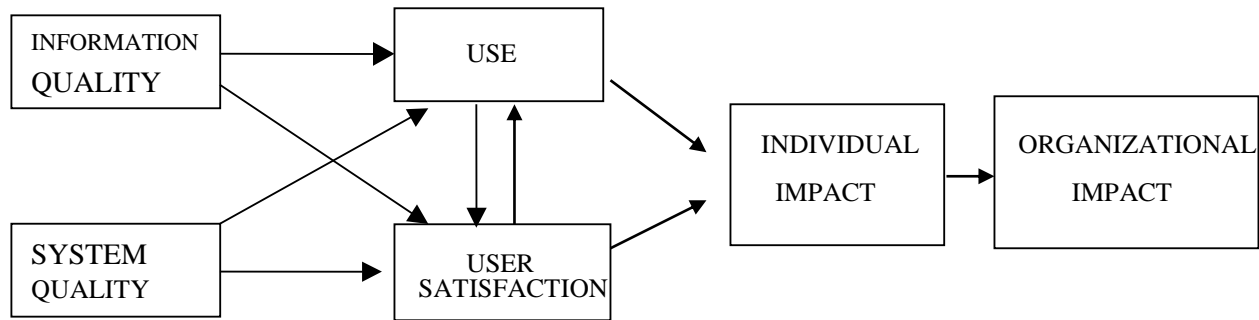 INFORMATION
QUALITY
USE
SYSTEM
QUALITY
USER
SATISFACTION
INDIVIDUAL
IMPACT
ORGANIZATIONAL
IMPACT